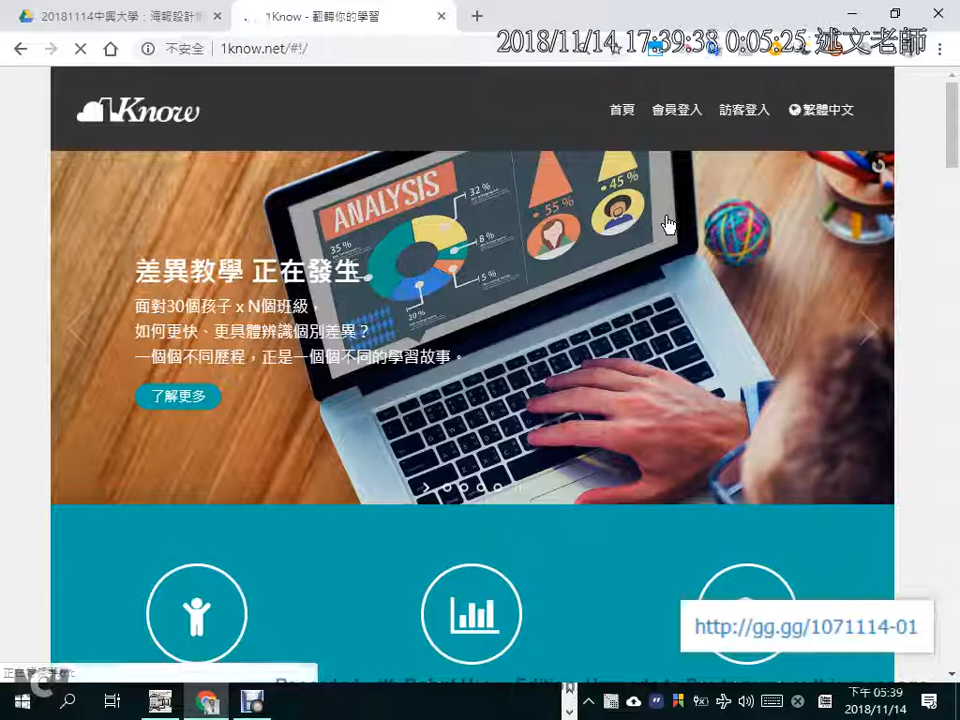 20181114中興大學：海報設計
1Know - 翻轉你的學習
不安全
1know.net/#!/
2018/11/14 17:39:38 0:05:25 述文老師
1Know
首頁
會員登入
訪客登入
繁體中文
ANALYSIS
32 %
35 %
8 %
5 %
20 %
55 %
45 %
差異教學 正在發生
面對30個孩子 x N個班級，
如何更快、更具體辨識個別差異？
一個個不同歷程，正是一個個不同的學習故事。
了解更多
http://gg.gg/1071114-01
下午 05:39
2018/11/14